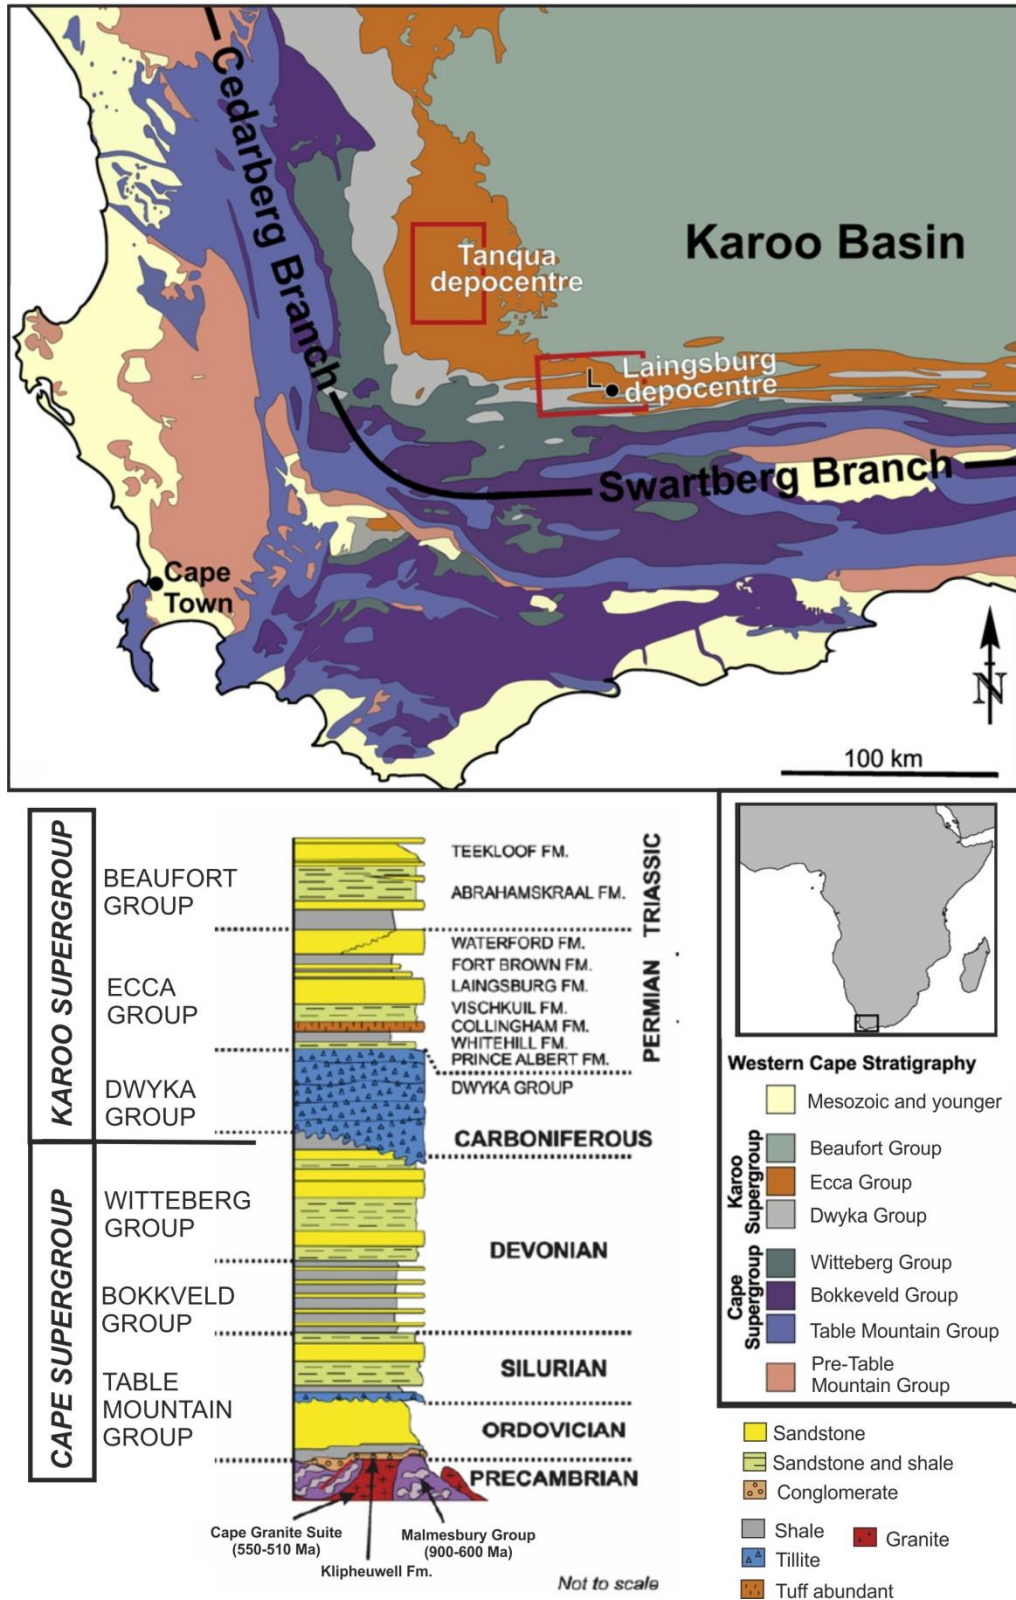 Cedarberg Branch
Karoo Basin
Tanqua
depocentre
L
Laingsburg
depocentre
Swartberg Branch
Cape
Town
N
100 km
KAROO SUPERGROUP
CAPE SUPERGROUP
BEAUFORT
GROUP
ECCA
GROUP
DWYKA
GROUP
WITTEBERG
GROUP
BOKKVELD
GROUP
TABLE
MOUNTAIN
GROUP
TEEKLOOF FM.
ABRAHAMSKRAAL FM.
WATERFORD FM.
FORT BROWN FM.
LAINGSBURG FM.
VISCHKUIL FM.
COLLINGHAM FM.
WHITEHILL FM.
PRINCE ALBERT FM.
DWYKA GROUP
TRIASSIC
PERMIAN
CARBONIFEROUS
DEVONIAN
SILURIAN
ORDOVICIAN
PRECAMBRIAN
Cape Granite Suite
(550-510 Ma)
Klipheuwell Fm.
Malmesbury Group
(900-600 Ma)
Not to scale
Western Cape Stratigraphy
Mesozoic and younger
Karoo
Supergroup
Beaufort Group
Ecca Group
Dwyka Group
Cape
Supergroup
Witteberg Group
Bokkeveld Group
Table Mountain Group
Pre-Table
Mountain Group
Sandstone
Sandstone and shale
Conglomerate
Shale
Granite
Tillite
Tuff abundant